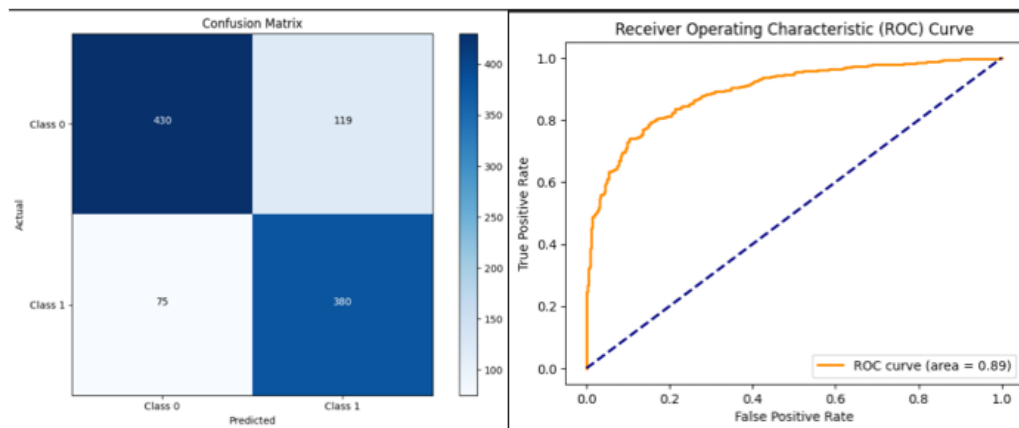 Confusion Matrix
Class 0
Class 1
Actual
430
119
75
380
Class 0
Class 1
Predicted
400
350
300
250
200
150
100
Receiver Operating Characteristic (ROC) Curve
True Positive Rate
1.0
0.8
0.6
0.4
0.2
0.0
ROC curve (area = 0.89)
0.0
0.2
0.4
0.6
0.8
1.0
False Positive Rate